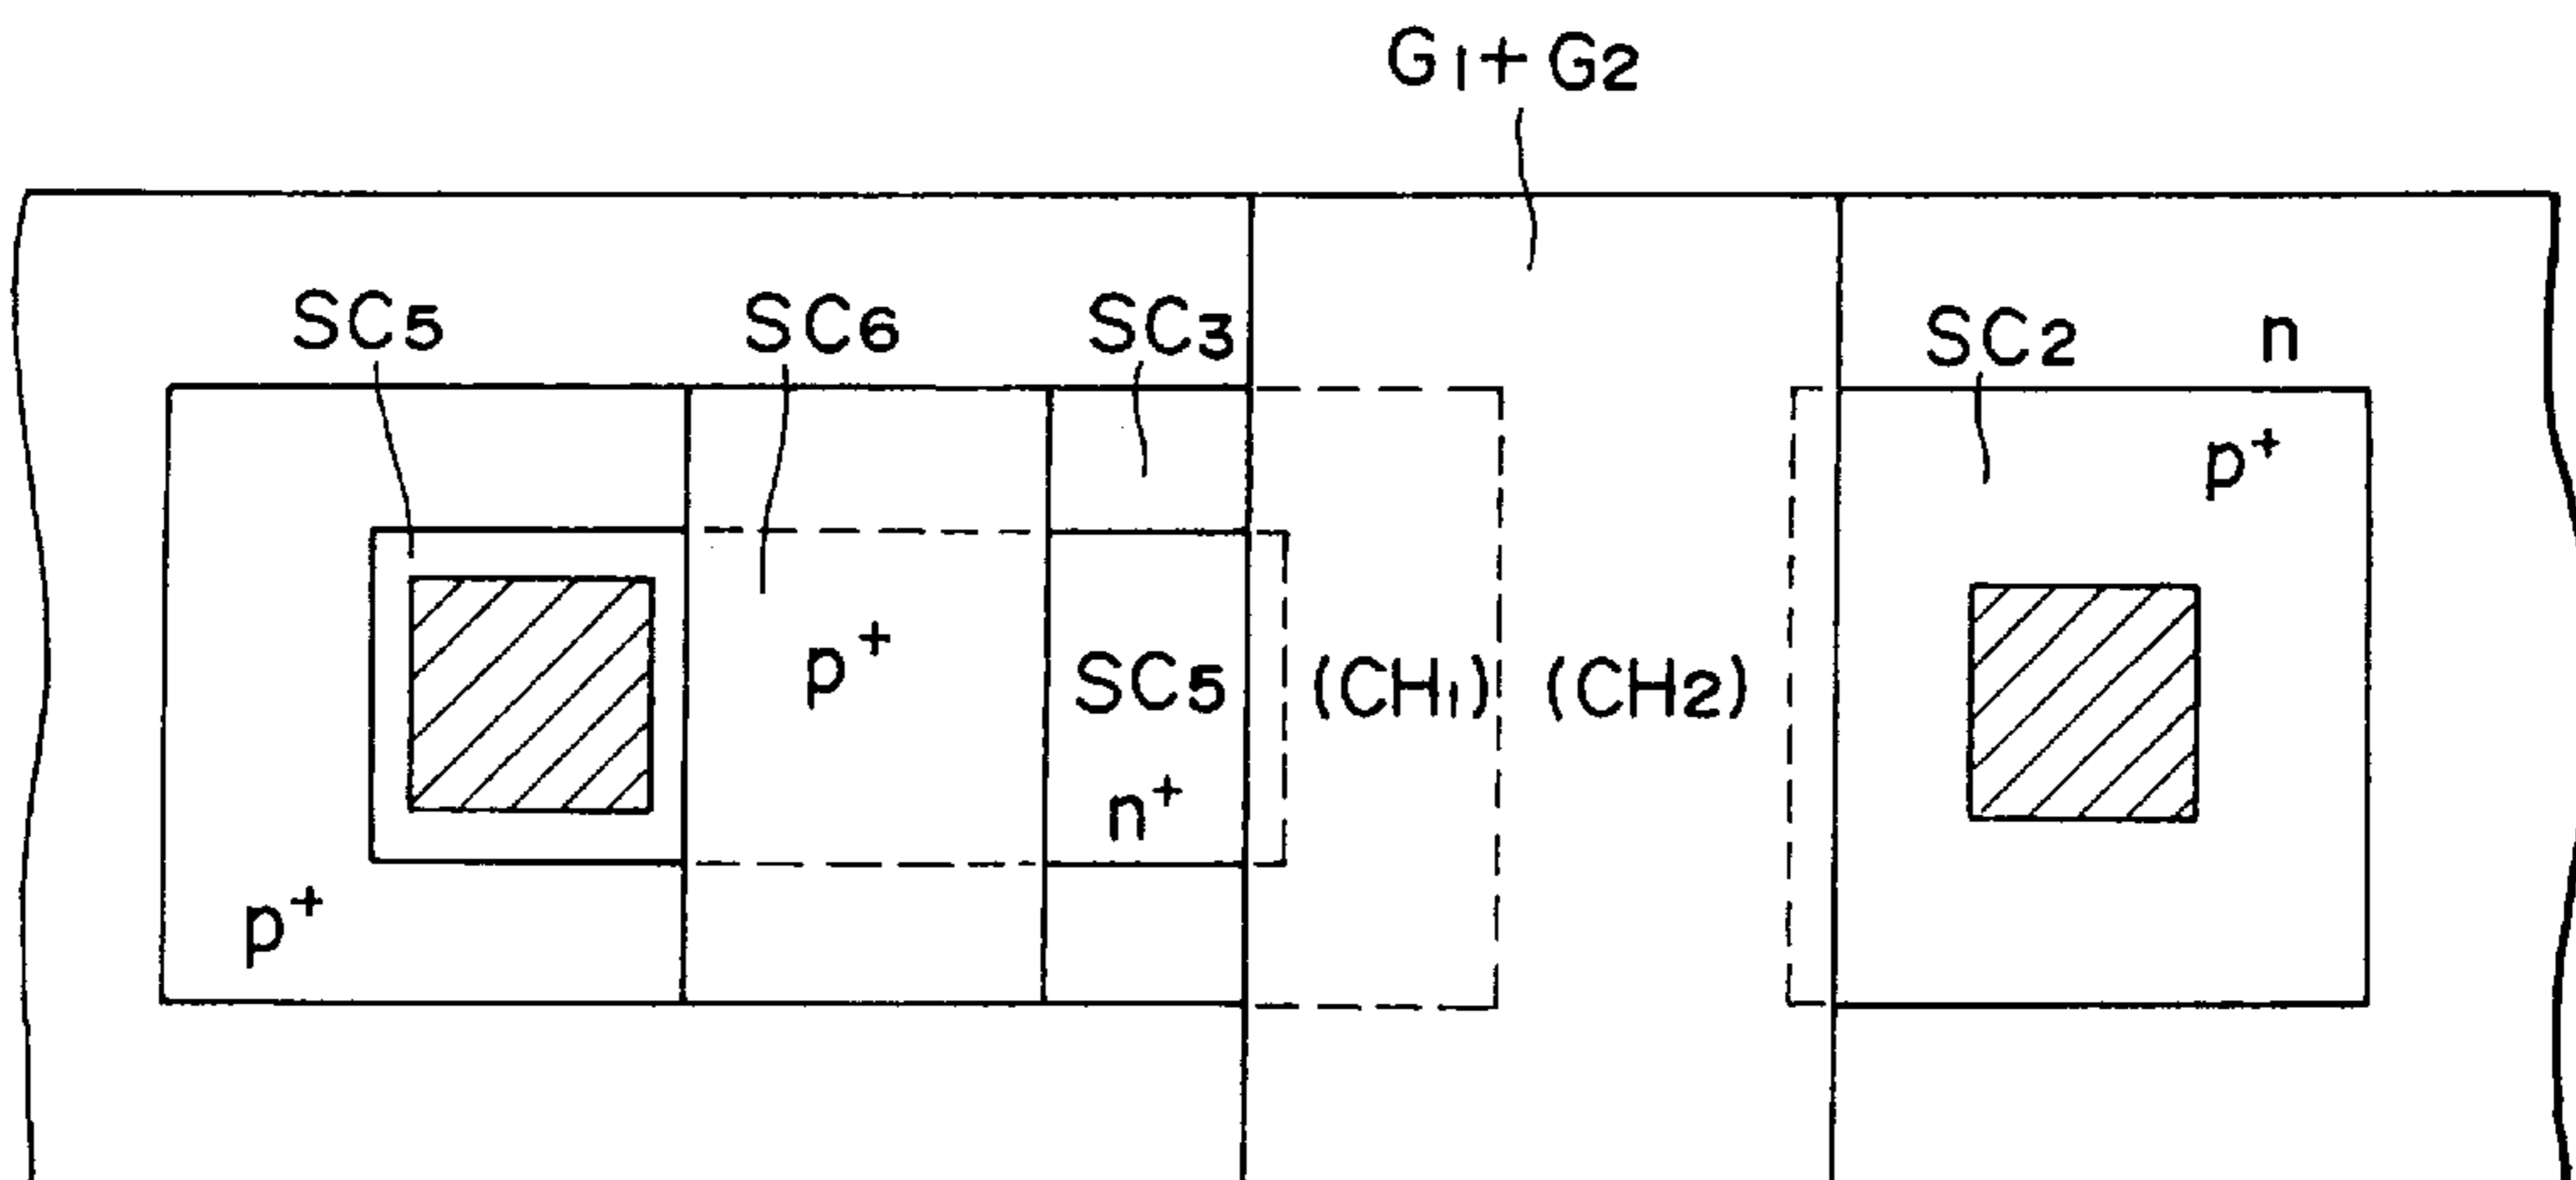 G1+G2
SC5 SC6 SC3 SC2 n
p+
p+ SC5 (CH1) (CH2)
n+
p+